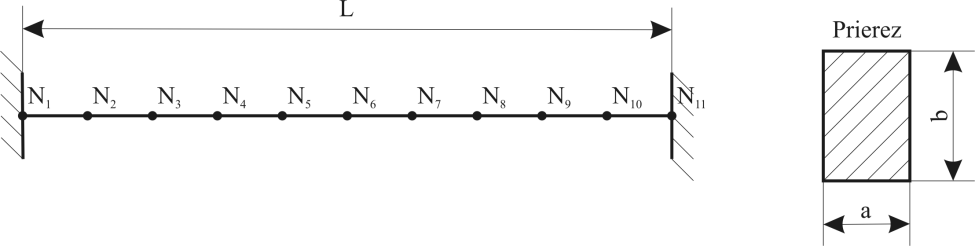 L
Prierez
N₁ N₂ N₃ N₄ N₅ N₆ N₇ N₈ N₉ N₁₀ N₁₁
b
a